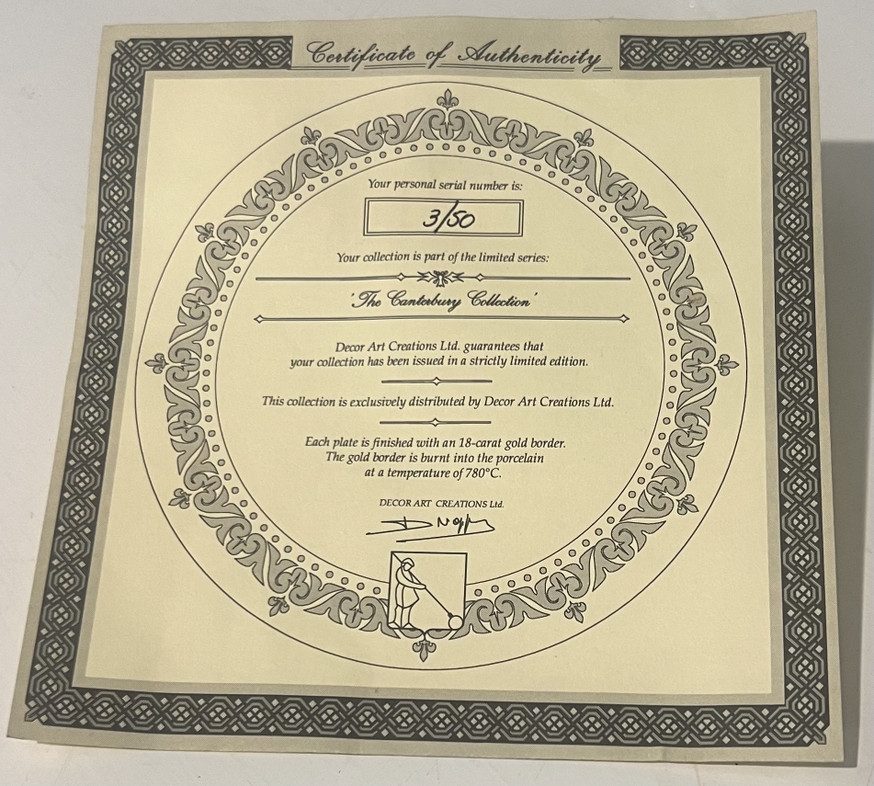 Certificate of Authenticity
Your personal serial number is:
3/50
Your collection is part of the limited series:
'The Canterbury Collection'
Decor Art Creations Ltd. guarantees that
your collection has been issued in a strictly limited edition.
This collection is exclusively distributed by Decor Art Creations Ltd.
Each plate is finished with an 18-carat gold border.
The gold border is burnt into the porcelain
at a temperature of 780°C.
DECOR ART CREATIONS Ltd.